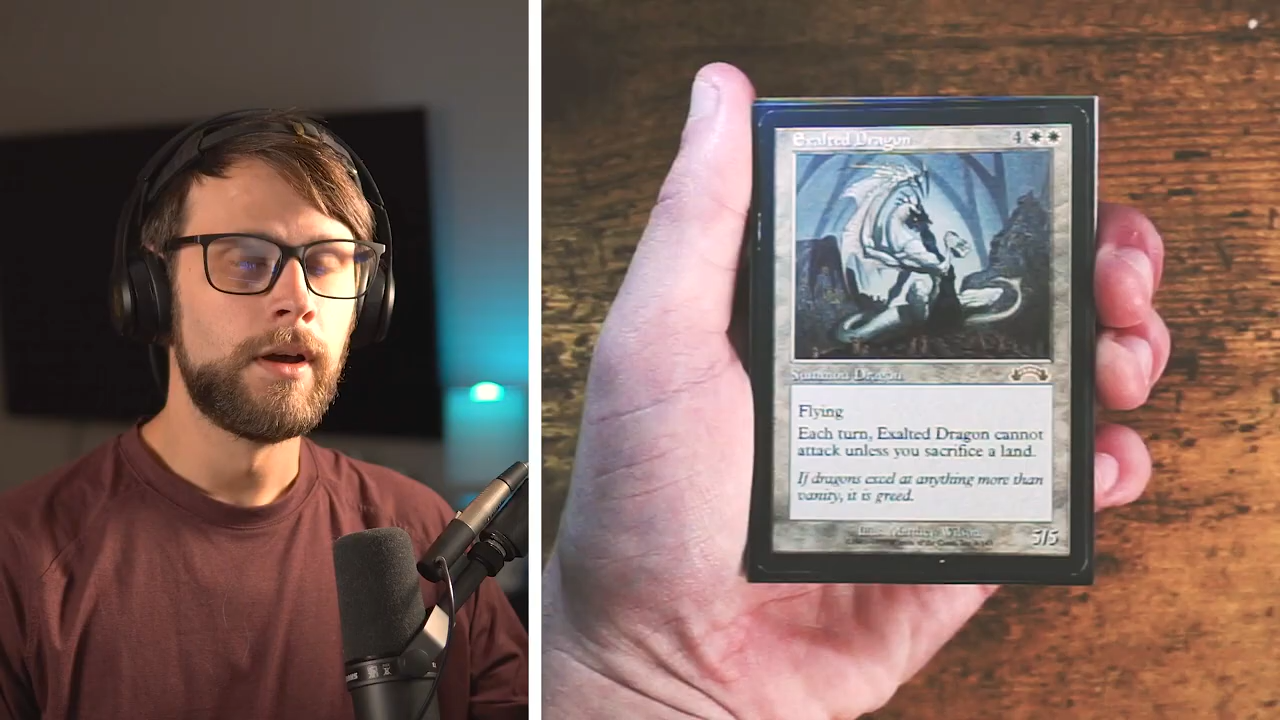 Exalted Dragon 4
Summon Dragon
Flying
Each turn, Exalted Dragon cannot
attack unless you sacrifice a land.
If dragons excel at anything more than
vanity, it is greed.
5/5